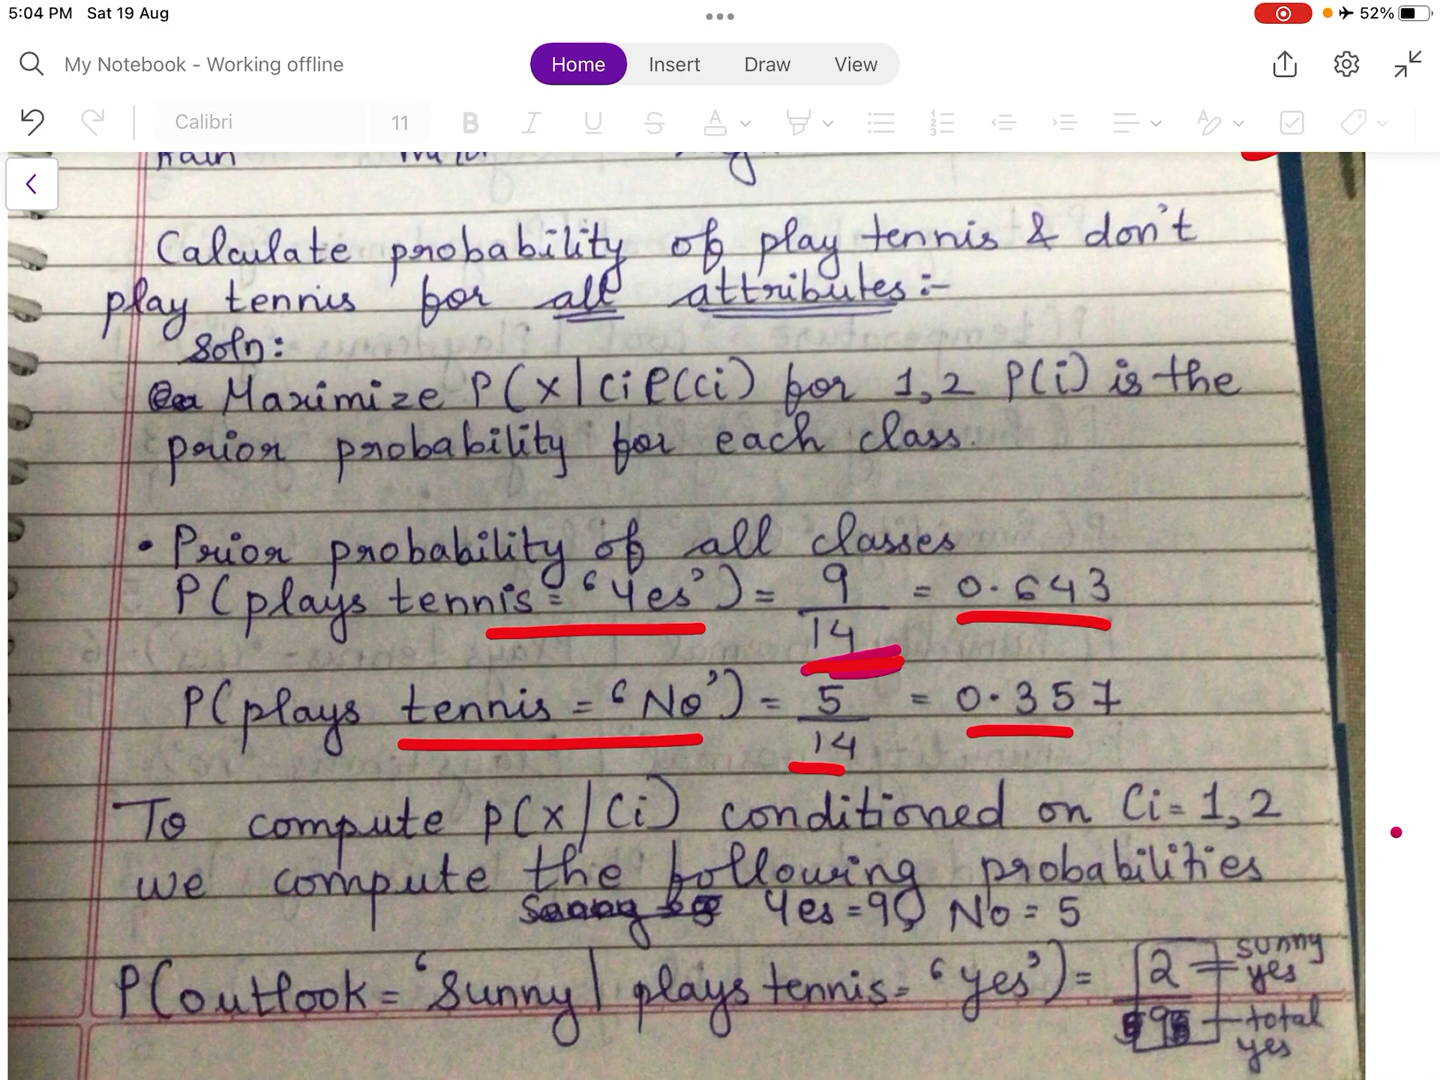 5:04 PM Sat 19 Aug
52%
My Notebook - Working offline
Home Insert Draw View
Calibri 11 B I U S A
Rain
Calculate probability of play tennis & don't
play tennis for all attributes:-
Soln:
Maximize P(x|Ci P(Ci) for 1,2 P(i) is the
prior probability for each class.
• Prior probability of all classes
P(plays tennis = 'Yes') = 9/14 = 0.643
P(plays tennis = 'No') = 5/14 = 0.357
To compute P(x/Ci) conditioned on Ci=1,2
we compute the following probabilities
Yes = 9, No = 5
P(outlook = 'Sunny | plays tennis = 'yes') = 2 sunny yes
9 total yes